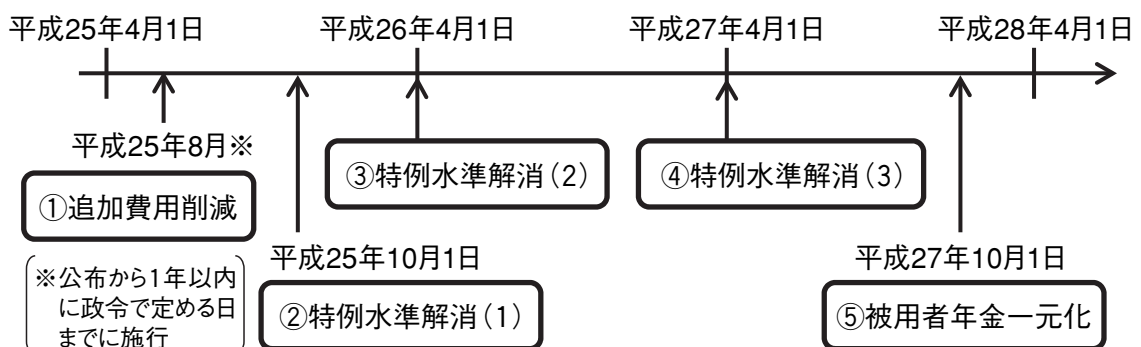 平成25年4月1日
平成26年4月1日
平成27年4月1日
平成28年4月1日
平成25年8月※
①追加費用削減
※公布から1年以内
に政令で定める日
までに施行
平成25年10月1日
②特例水準解消(1)
③特例水準解消(2)
④特例水準解消(3)
平成27年10月1日
⑤被用者年金一元化